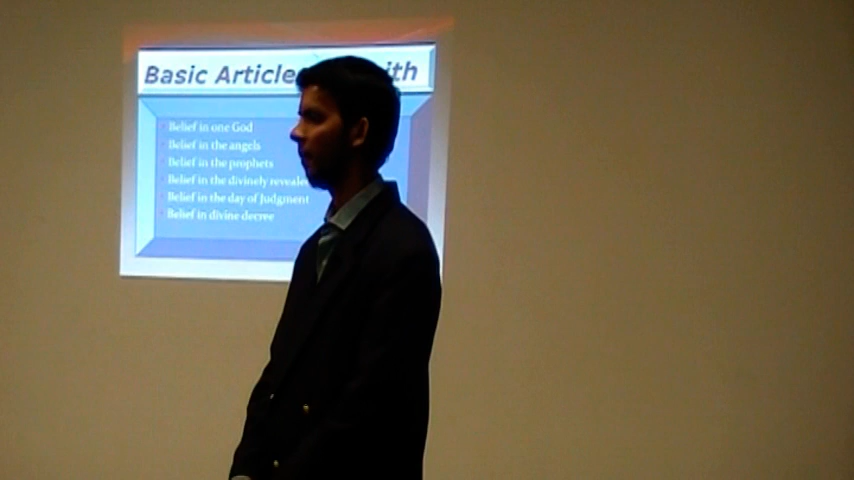 Basic Article ith
Belief in one God
Belief in the angels
Belief in the prophets
Belief in the divinely reveale
Belief in the day of Judgment
Belief in divine decree